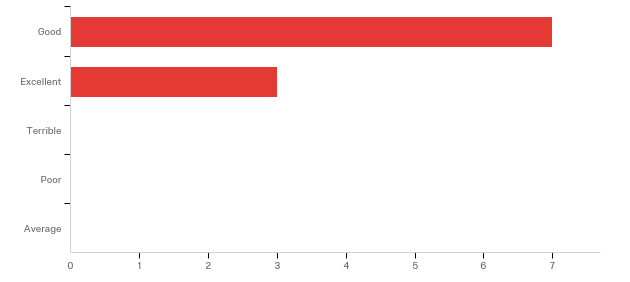 Good
Excellent
Terrible
Poor
Average
0 1 2 3 4 5 6 7